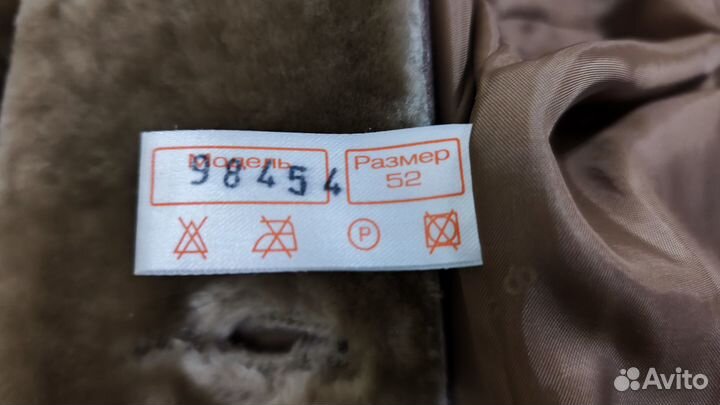 Модель
98454
Размер
52
P
Avito